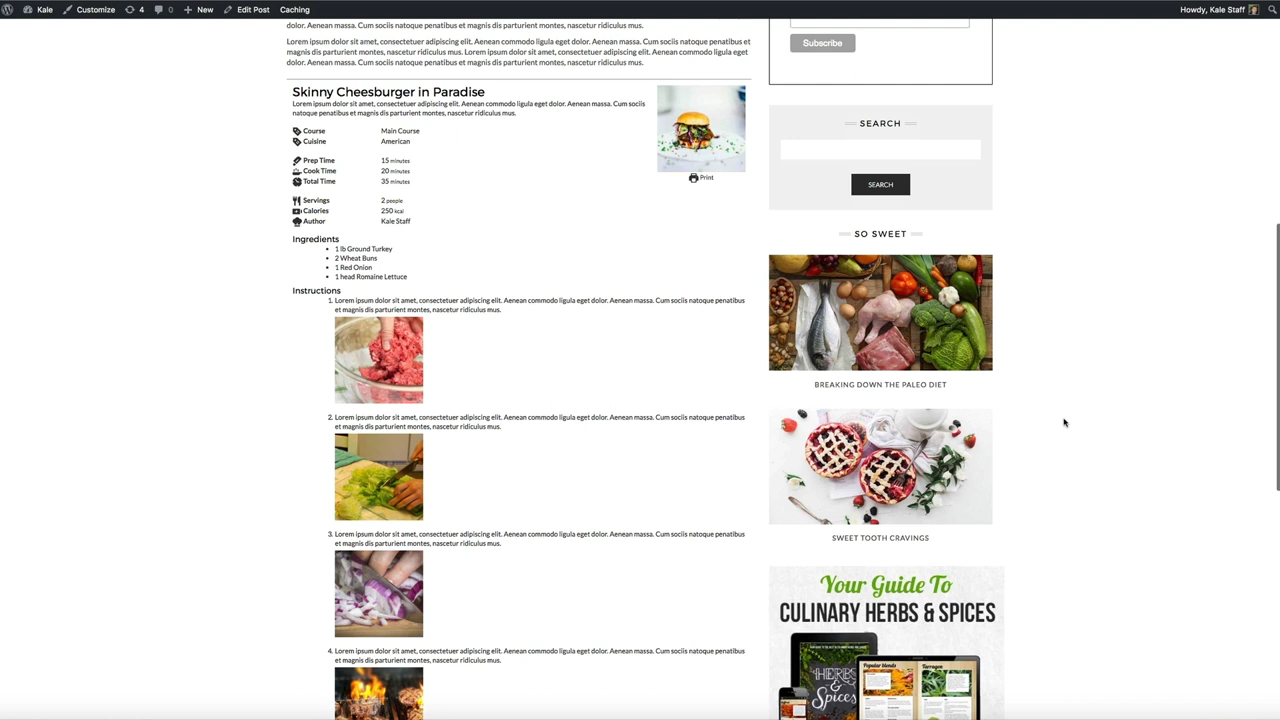 Kale
Customize
4
0
New
Edit Post
Caching
Howdy, Kale Staff
dolor. Aenean massa. Cum sociis natoque penatibus et magnis dis parturient montes, nascetur ridiculus mus.
Lorem ipsum dolor sit amet, consectetuer adipiscing elit. Aenean commodo ligula eget dolor. Aenean massa. Cum sociis natoque penatibus et
magnis dis parturient montes, nascetur ridiculus mus. Lorem ipsum dolor sit amet, consectetuer adipiscing elit. Aenean commodo ligula eget
dolor. Aenean massa. Cum sociis natoque penatibus et magnis dis parturient montes, nascetur ridiculus mus.
Skinny Cheesburger in Paradise
Lorem ipsum dolor sit amet, consectetuer adipiscing elit. Aenean commodo ligula eget dolor. Aenean massa. Cum sociis
natoque penatibus et magnis dis parturient montes, nascetur ridiculus mus.
Print
Course Main Course
Cuisine American
Prep Time 15 minutes
Cook Time 20 minutes
Total Time 35 minutes
Servings 2 people
Calories 250 kcal
Author Kale Staff
Ingredients
• 1 lb Ground Turkey
• 2 Wheat Buns
• 1 Red Onion
• 1 head Romaine Lettuce
Instructions
1. Lorem ipsum dolor sit amet, consectetuer adipiscing elit. Aenean commodo ligula eget dolor. Aenean massa. Cum sociis natoque penatibus
et magnis dis parturient montes, nascetur ridiculus mus.
2. Lorem ipsum dolor sit amet, consectetuer adipiscing elit. Aenean commodo ligula eget dolor. Aenean massa. Cum sociis natoque penatibus
et magnis dis parturient montes, nascetur ridiculus mus.
3. Lorem ipsum dolor sit amet, consectetuer adipiscing elit. Aenean commodo ligula eget dolor. Aenean massa. Cum sociis natoque penatibus
et magnis dis parturient montes, nascetur ridiculus mus.
4. Lorem ipsum dolor sit amet, consectetuer adipiscing elit. Aenean commodo ligula eget dolor. Aenean massa. Cum sociis natoque penatibus
et magnis dis parturient montes, nascetur ridiculus mus.
Subscribe
SEARCH
SEARCH
SO SWEET
BREAKING DOWN THE PALEO DIET
SWEET TOOTH CRAVINGS
Your Guide To
CULINARY HERBS & SPICES
HERBS
&
Spices
Popular blends
Tarragon